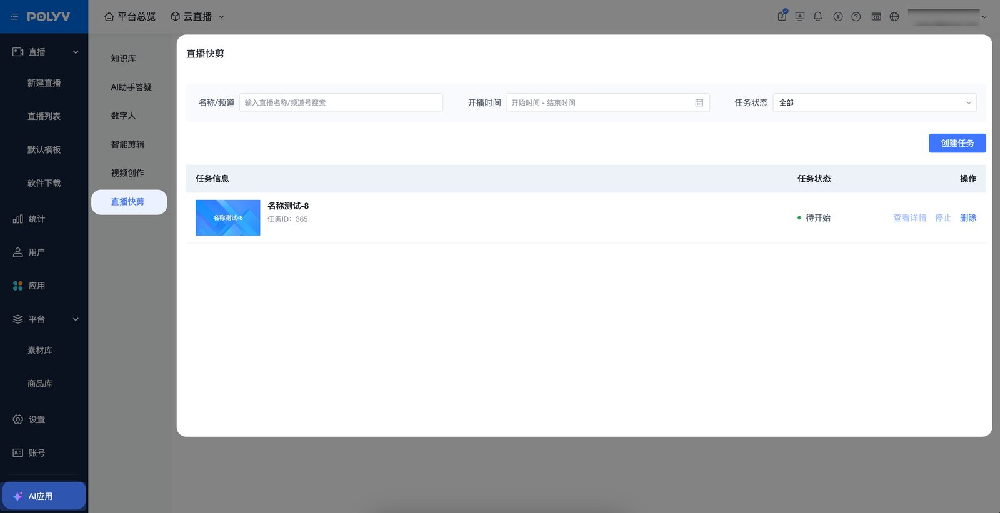 POLYV
平台总览
云直播
直播
新建直播
直播列表
默认模板
软件下载
统计
用户
应用
平台
素材库
商品库
设置
账号
AI应用
知识库
AI助手答疑
数字人
智能剪辑
视频创作
直播快剪
直播快剪
名称/频道 输入直播名称/频道号搜索 开播时间 开始时间 - 结束时间 任务状态 全部
创建任务
任务信息 任务状态 操作
名称测试-8
名称测试-8
任务ID：365
待开始 查看详情 停止 删除